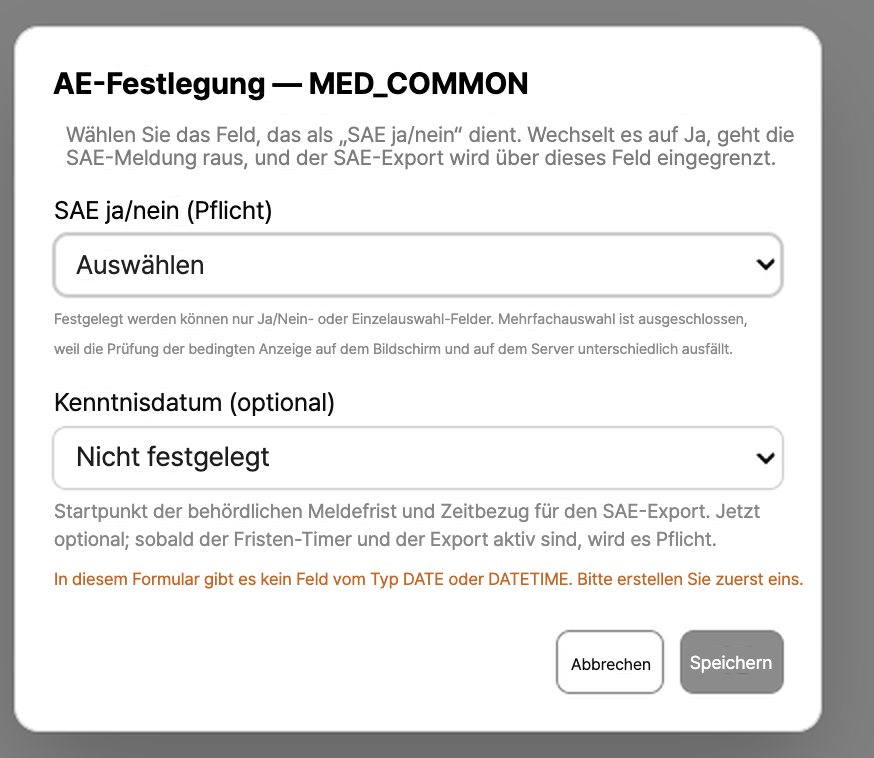 AE-Festlegung — MED_COMMON
Wählen Sie das Feld, das als „SAE ja/nein“ dient. Wechselt es auf Ja, geht die
SAE-Meldung raus, und der SAE-Export wird über dieses Feld eingegrenzt.
SAE ja/nein (Pflicht)
Auswählen
Festgelegt werden können nur Ja/Nein- oder Einzelauswahl-Felder. Mehrfachauswahl ist ausgeschlossen,
weil die Prüfung der bedingten Anzeige auf dem Bildschirm und auf dem Server unterschiedlich ausfällt.
Kenntnisdatum (optional)
Nicht festgelegt
Startpunkt der behördlichen Meldefrist und Zeitbezug für den SAE-Export. Jetzt
optional; sobald der Fristen-Timer und der Export aktiv sind, wird es Pflicht.
In diesem Formular gibt es kein Feld vom Typ DATE oder DATETIME. Bitte erstellen Sie zuerst eins.
Abbrechen
Speichern